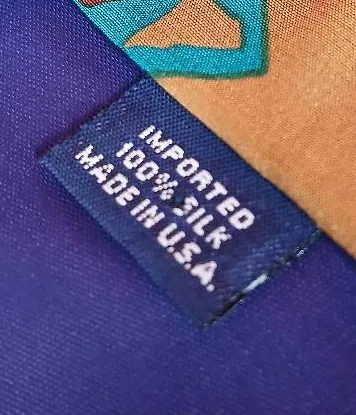 IMPORTED
100% SILK
MADE IN U.S.A.